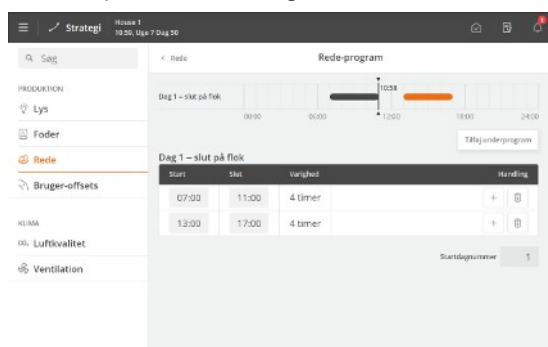 Strategi
House 1
10:59, Uge 7 Dag 50
Søg
PRODUKTION
Lys
Foder
Rede
Bruger-offsets
KLIMA
CO₂ Luftkvalitet
Ventilation
< Rede
Rede-program
10:58
Dag 1 – slut på flok
00:00 06:00 12:00 18:00 24:00
Tilføj underprogram
Dag 1 – slut på flok
Start Slut Varighed Handling
07:00 11:00 4 timer +
13:00 17:00 4 timer +
Startdagnummer 1